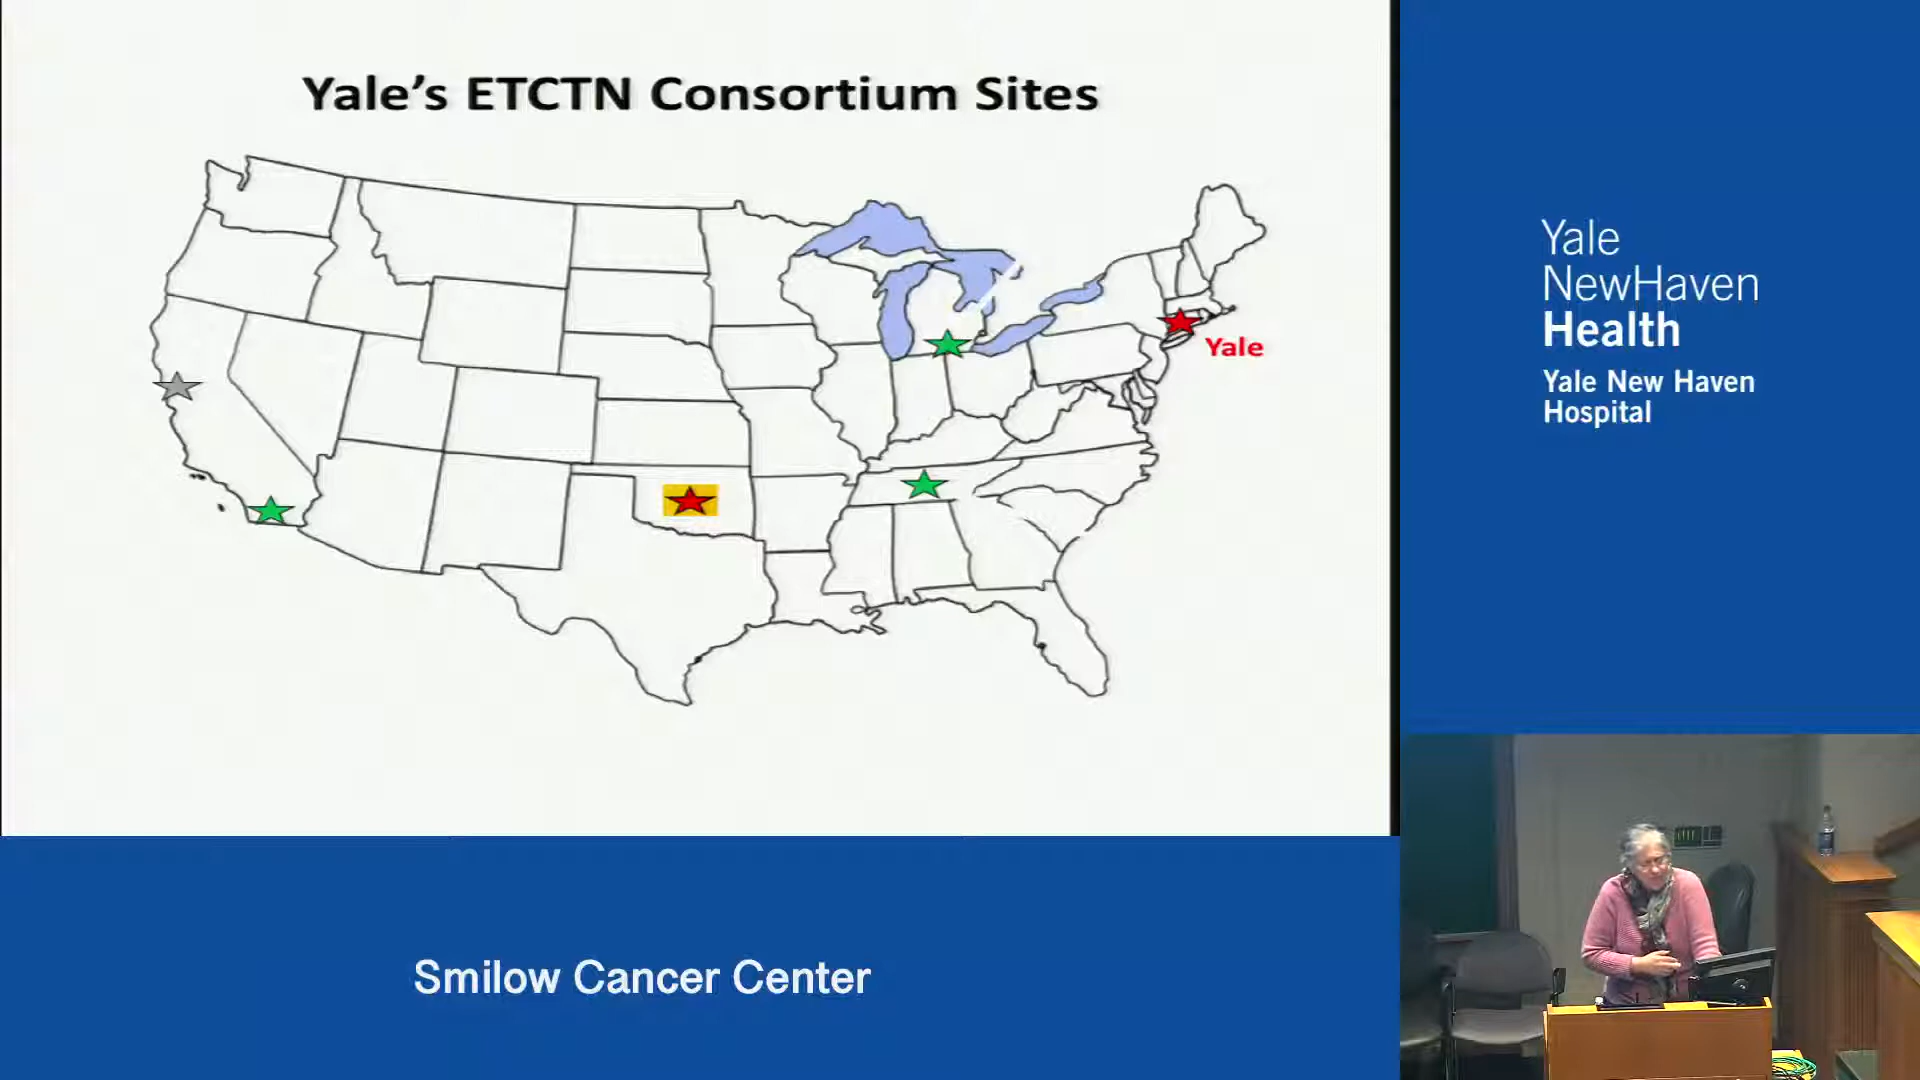 Yale's ETCTN Consortium Sites
Yale
Yale
NewHaven
Health
Yale New Haven
Hospital
Smilow Cancer Center